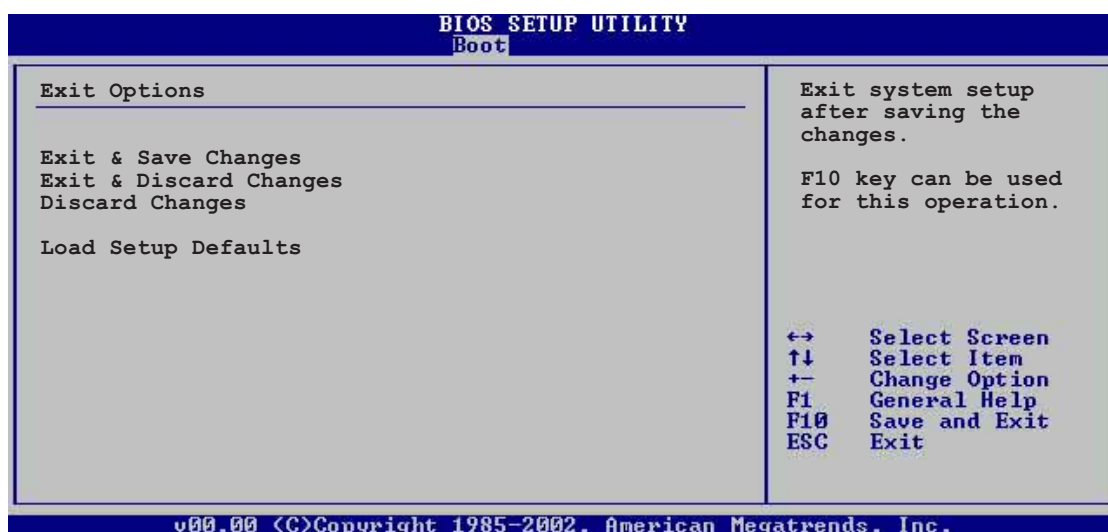 BIOS SETUP UTILITY
Boot
Exit Options
Exit & Save Changes
Exit & Discard Changes
Discard Changes
Load Setup Defaults
Exit system setup
after saving the
changes.
F10 key can be used
for this operation.
←→ Select Screen
↑↓ Select Item
+- Change Option
F1 General Help
F10 Save and Exit
ESC Exit
v00.00 (C)Copyright 1985-2002, American Megatrends, Inc.